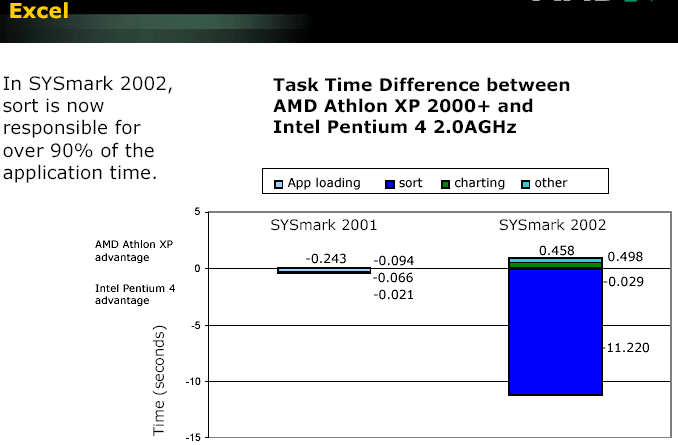 Excel
In SYSmark 2002,
sort is now
responsible for
over 90% of the
application time.
Task Time Difference between
AMD Athlon XP 2000+ and
Intel Pentium 4 2.0AGHz
App loading sort charting other
5
SYSmark 2001 SYSmark 2002
AMD Athlon XP
advantage
-0.243 -0.094 0.458 0.498
0
-0.066 -0.029
Intel Pentium 4
advantage
-0.021
-5
-11.220
-10
-15
Time (seconds)